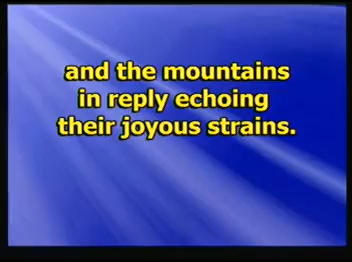 and the mountains
in reply echoing
their joyous strains.